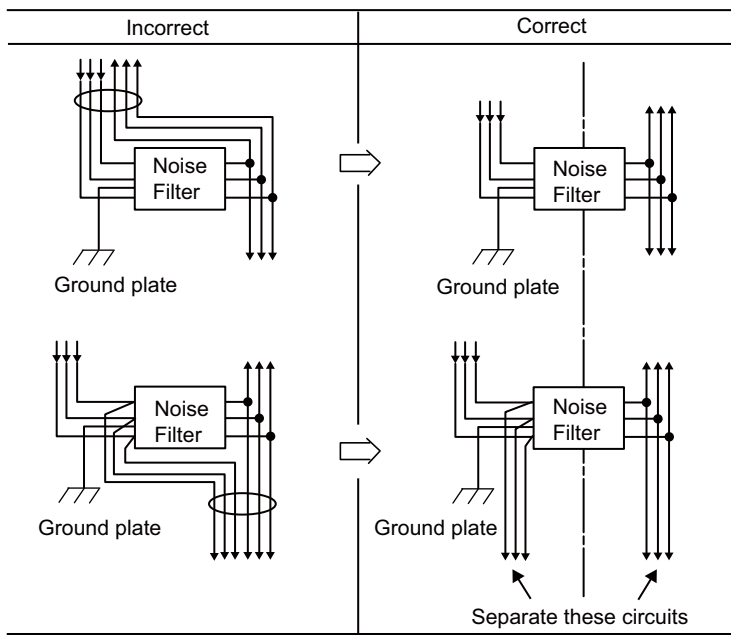 Incorrect
Correct
Noise
Filter
Ground plate
Noise
Filter
Ground plate
Noise
Filter
Ground plate
Noise
Filter
Ground plate
Separate these circuits